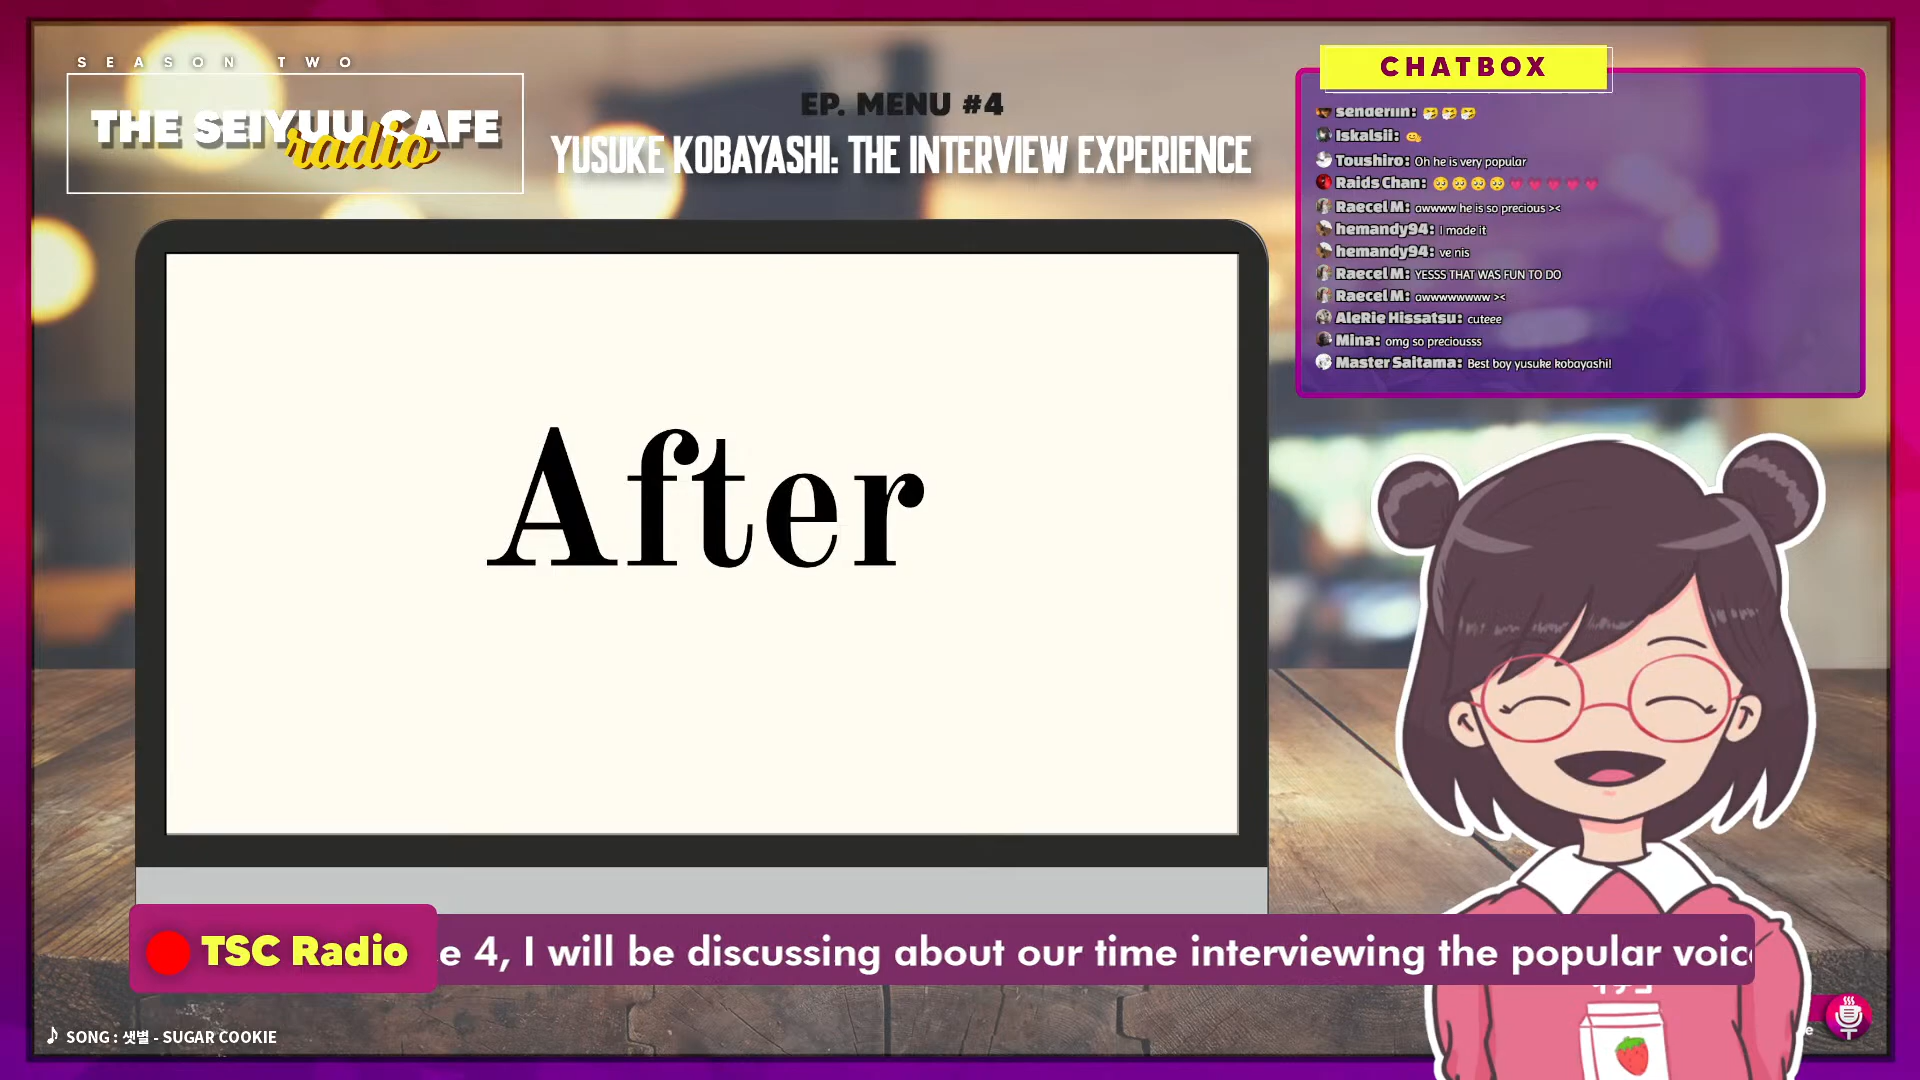 SEASON TWO
THE SEIYUU CAFE
radio
EP. MENU #4
YUSUKE KOBAYASHI: THE INTERVIEW EXPERIENCE
CHATBOX
senderiin:
Iskalsii:
Toushiro: Oh he is very popular
Raids Chan:
Raecel M: awwww he is so precious ><
hemandy94: I made it
hemandy94: ve nis
Raecel M: YESSS THAT WAS FUN TO DO
Raecel M: awwwwwwww ><
AleRie Hissatsu: cuteee
Mina: omg so preciousss
Master Saitama: Best boy yusuke kobayashi!
After
TSC Radio
e 4, I will be discussing about our time interviewing the popular voic
♪ SONG : 샛별 - SUGAR COOKIE